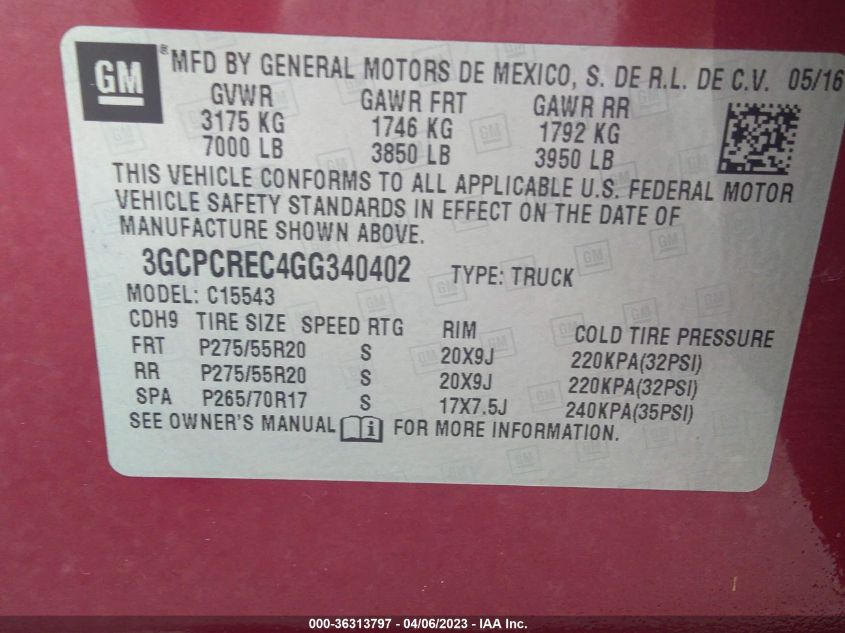 GM ® MFD BY GENERAL MOTORS DE MEXICO, S. DE R.L. DE C.V. 05/16
GVWR GAWR FRT GAWR RR
3175 KG 1746 KG 1792 KG
7000 LB 3850 LB 3950 LB
THIS VEHICLE CONFORMS TO ALL APPLICABLE U.S. FEDERAL MOTOR
VEHICLE SAFETY STANDARDS IN EFFECT ON THE DATE OF
MANUFACTURE SHOWN ABOVE.
3GCPCREC4GG340402 TYPE: TRUCK
MODEL: C15543
CDH9 TIRE SIZE SPEED RTG RIM COLD TIRE PRESSURE
FRT P275/55R20 S 20X9J 220KPA(32PSI)
RR P275/55R20 S 20X9J 220KPA(32PSI)
SPA P265/70R17 S 17X7.5J 240KPA(35PSI)
SEE OWNER'S MANUAL i FOR MORE INFORMATION.
000-36313797 - 04/06/2023 - IAA Inc.